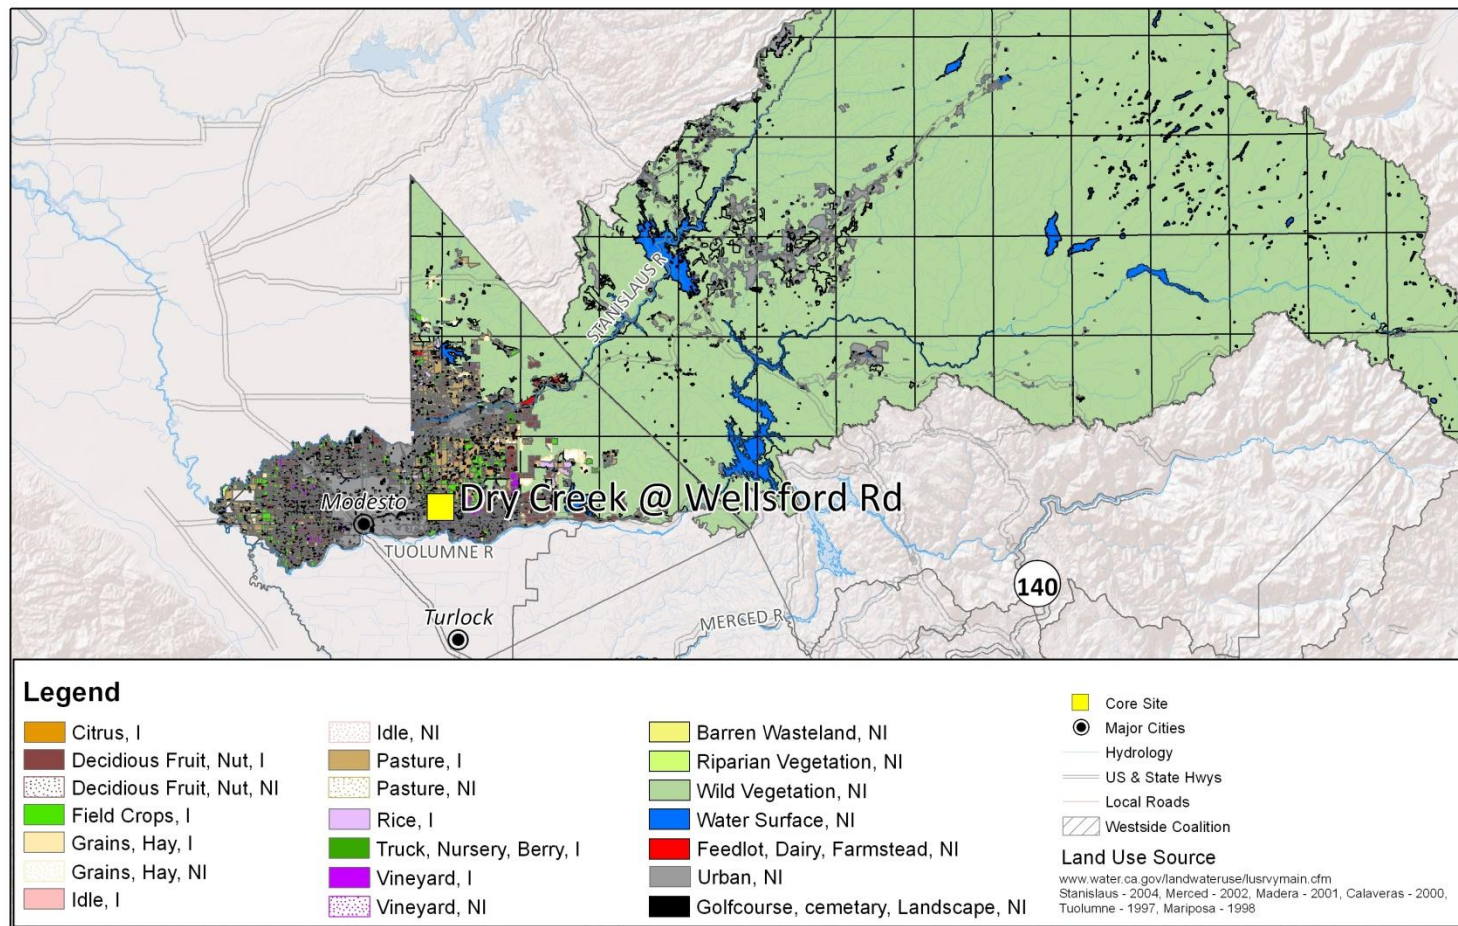 STANISLAUS R
Modesto
Dry Creek @ Wellsford Rd
TUOLUMNE R
140
Turlock
MERCED R
Legend
Citrus, I
Decidious Fruit, Nut, I
Decidious Fruit, Nut, NI
Field Crops, I
Grains, Hay, I
Grains, Hay, NI
Idle, I
Idle, NI
Pasture, I
Pasture, NI
Rice, I
Truck, Nursery, Berry, I
Vineyard, I
Vineyard, NI
Barren Wasteland, NI
Riparian Vegetation, NI
Wild Vegetation, NI
Water Surface, NI
Feedlot, Dairy, Farmstead, NI
Urban, NI
Golfcourse, cemetary, Landscape, NI
Core Site
Major Cities
Hydrology
US & State Hwys
Local Roads
Westside Coalition
Land Use Source
www.water.ca.gov/landwateruse/lusrvymain.cfm
Stanislaus - 2004, Merced - 2002, Madera - 2001, Calaveras - 2000,
Tuolumne - 1997, Mariposa - 1998